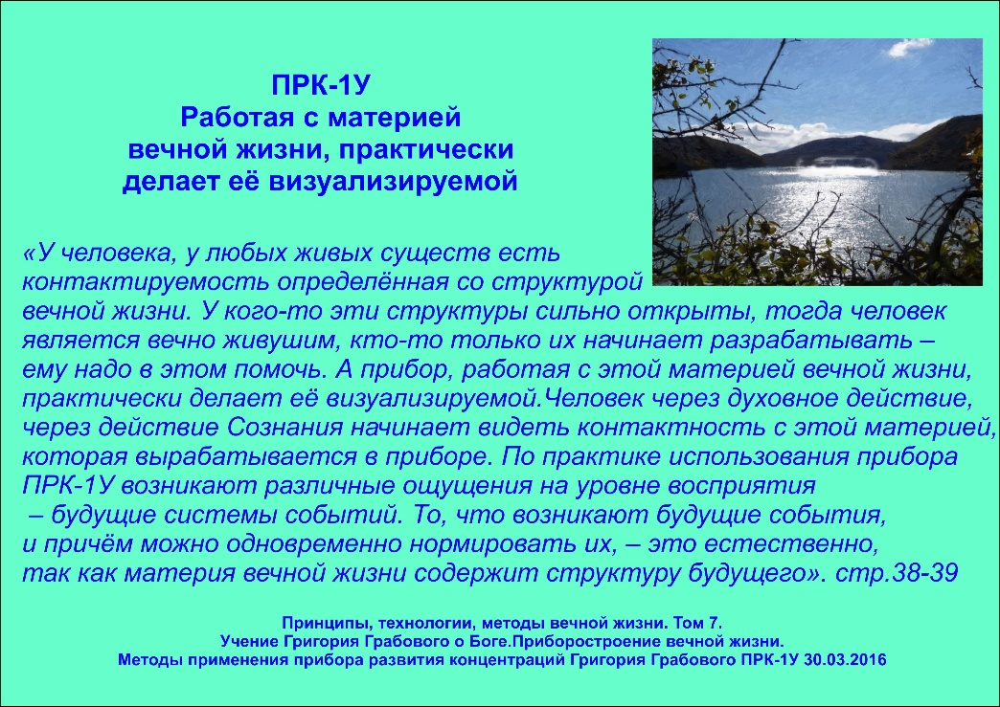 ПРК-1У
Работая с материей
вечной жизни, практически
делает её визуализируемой
«У человека, у любых живых существ есть
контактируемость определённая со структурой
вечной жизни. У кого-то эти структуры сильно открыты, тогда человек
является вечно живушим, кто-то только их начинает разрабатывать –
ему надо в этом помочь. А прибор, работая с этой материей вечной жизни,
практически делает её визуализируемой.Человек через духовное действие,
через действие Сознания начинает видеть контактность с этой материей,
которая вырабатывается в приборе. По практике использования прибора
ПРК-1У возникают различные ощущения на уровне восприятия
– будущие системы событий. То, что возникают будущие события,
и причём можно одновременно нормировать их, – это естественно,
так как материя вечной жизни содержит структуру будущего». стр.38-39
Принципы, технологии, методы вечной жизни. Том 7.
Учение Григория Грабового о Боге.Приборостроение вечной жизни.
Методы применения прибора развития концентраций Григория Грабового ПРК-1У 30.03.2016